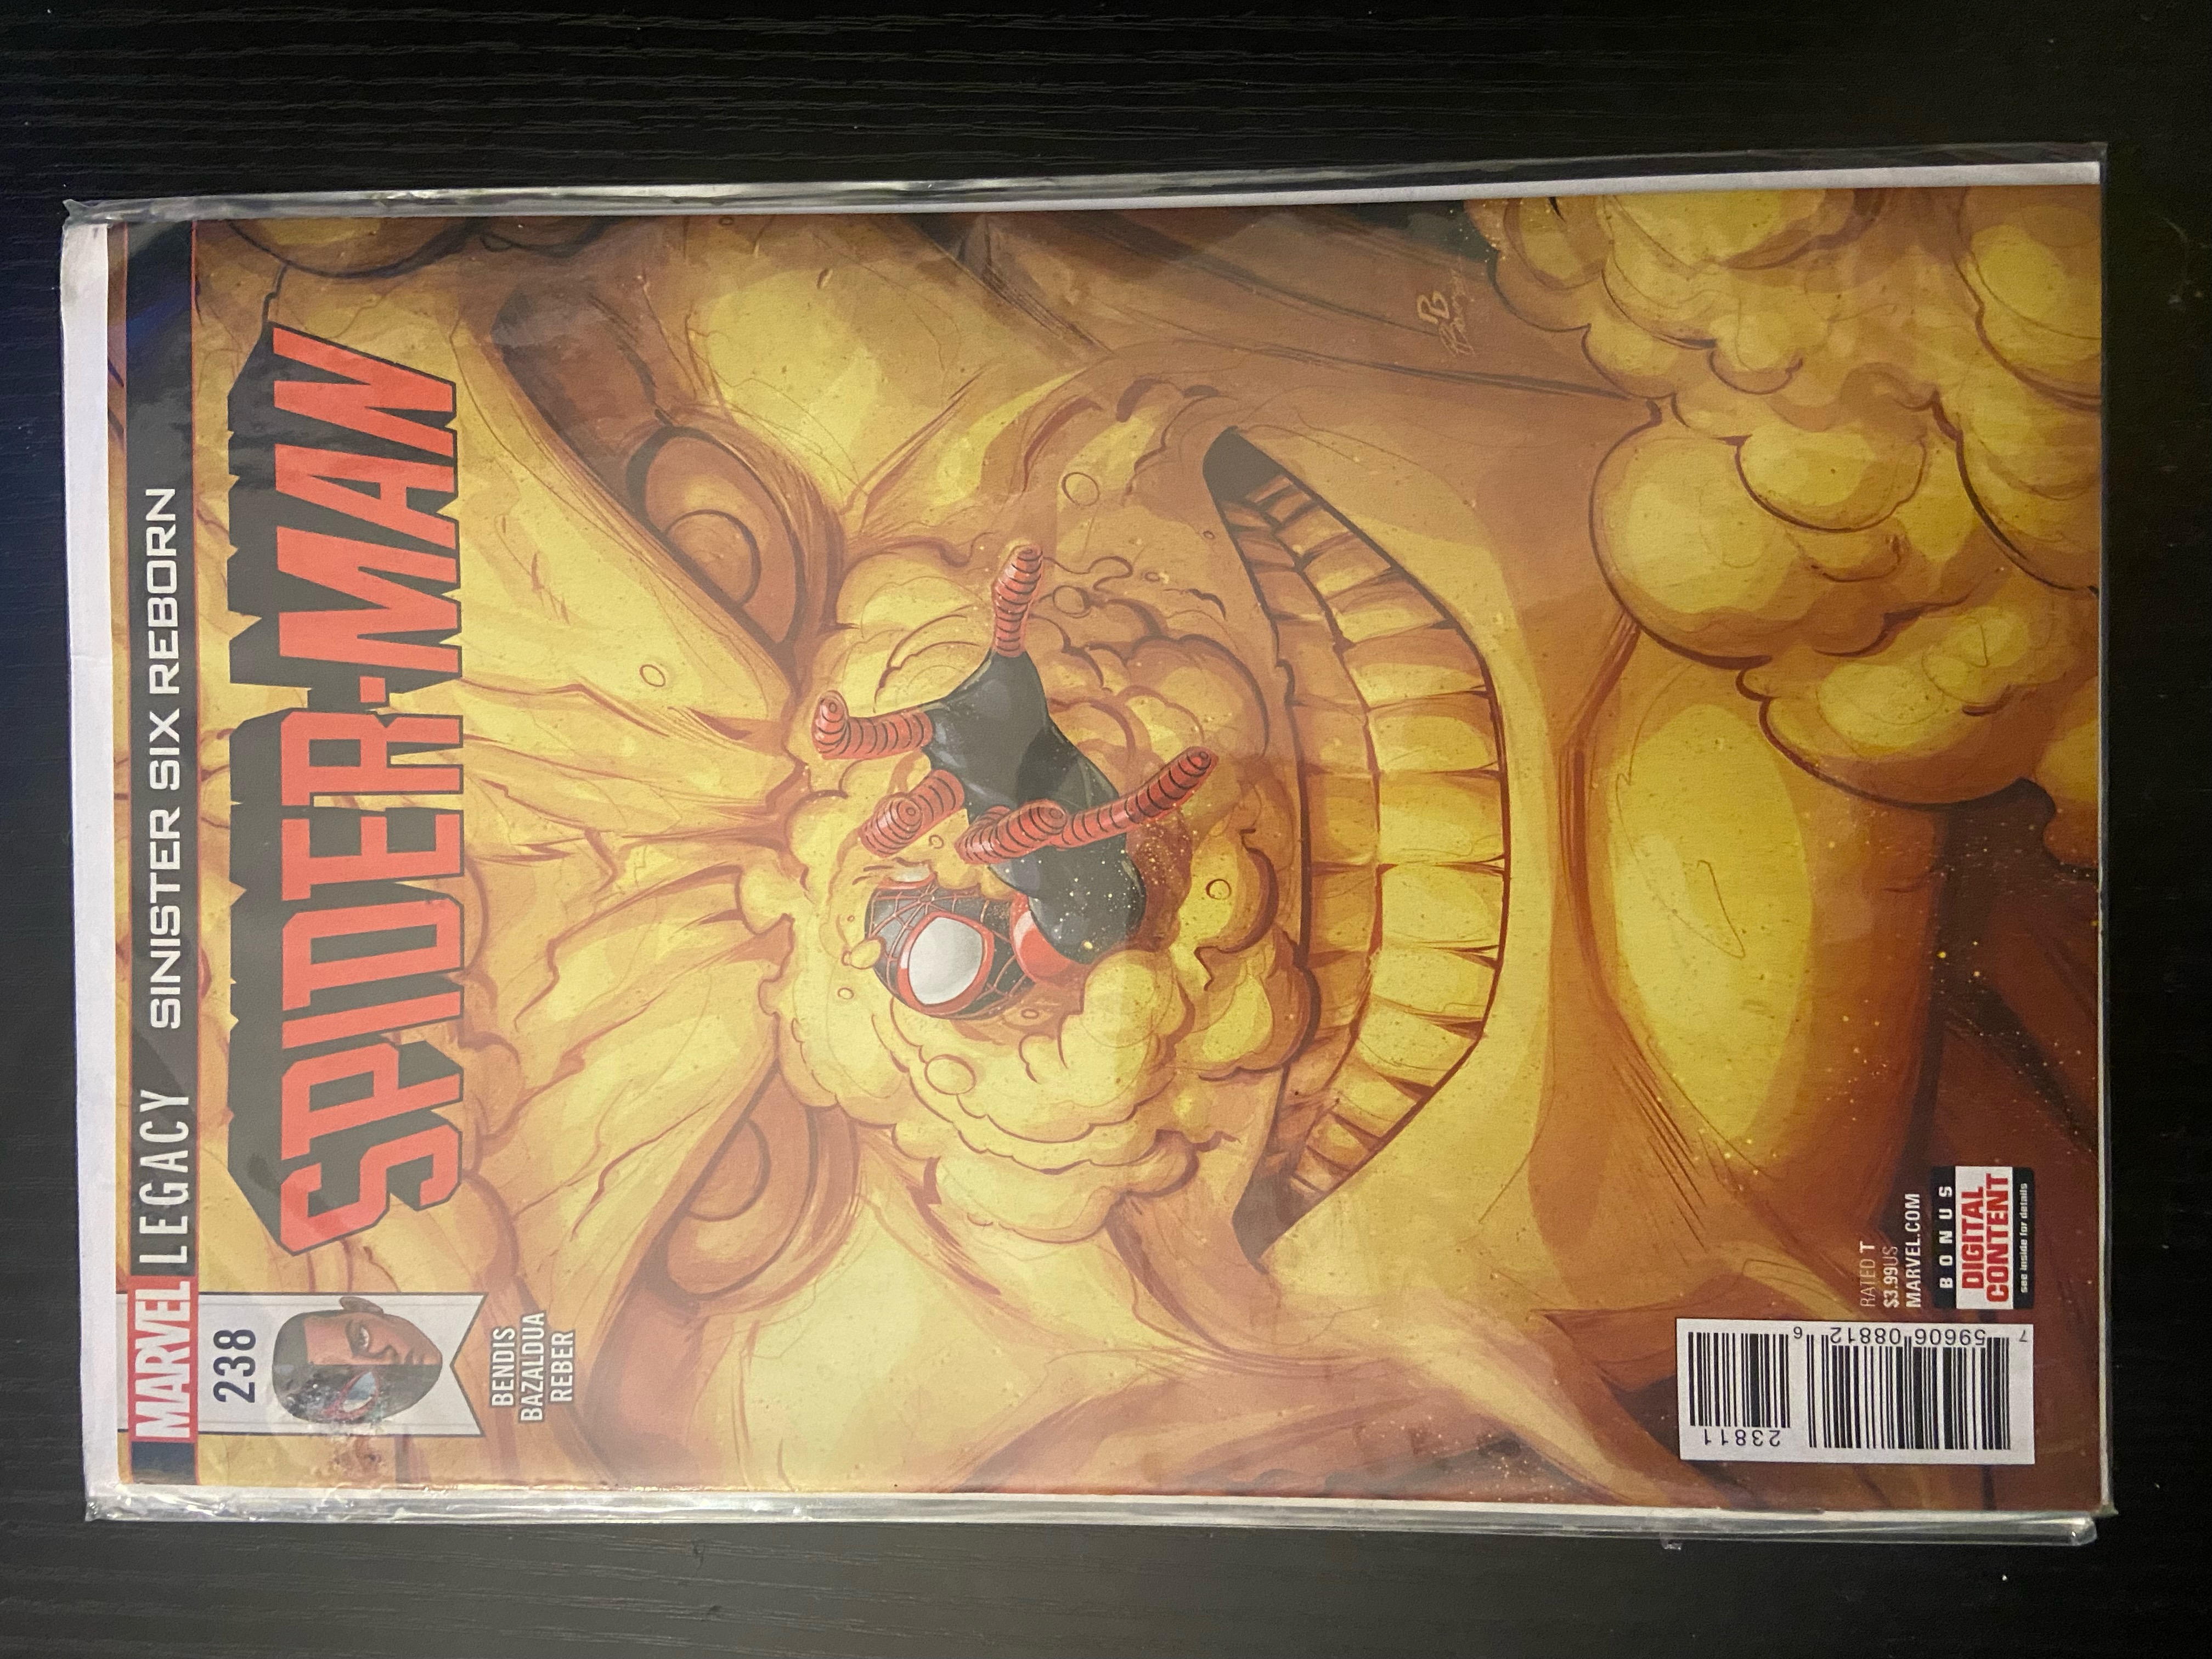 MARVEL LEGACY SINISTER SIX REBORN
238
SPIDER-MAN
BENDIS
BAZALDUA
REBER
23811
7 59606 08812 6
RATED T
$3.99US
MARVEL.COM
BONUS
DIGITAL
CONTENT
see inside for details